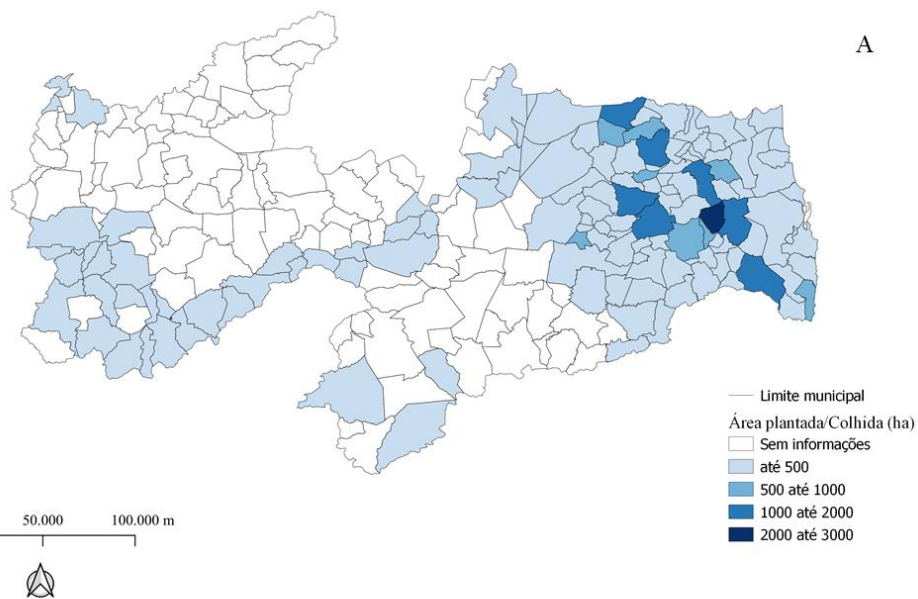 A
Limite municipal
Área plantada/Colhida (ha)
Sem informações
até 500
500 até 1000
1000 até 2000
2000 até 3000
50.000 100.000 m